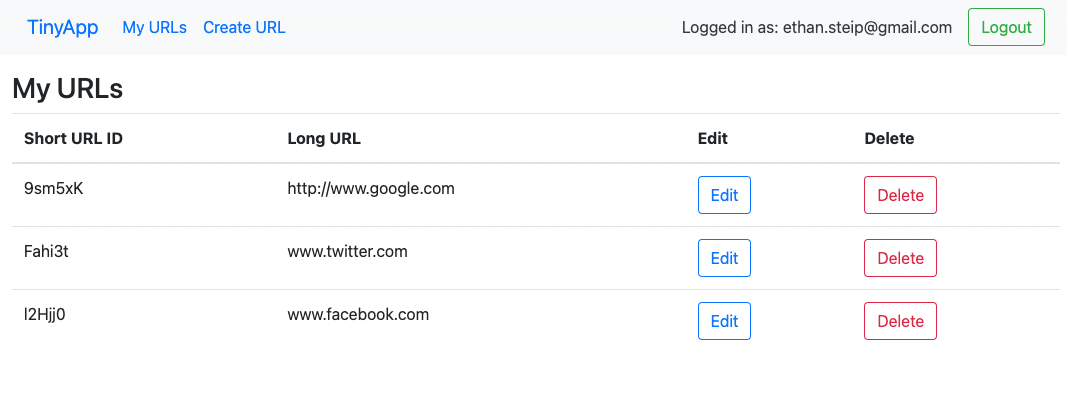 TinyApp My URLs Create URL Logged in as: ethan.steip@gmail.com Logout
My URLs
Short URL ID Long URL Edit Delete
9sm5xK http://www.google.com Edit Delete
Fahi3t www.twitter.com Edit Delete
l2Hjj0 www.facebook.com Edit Delete